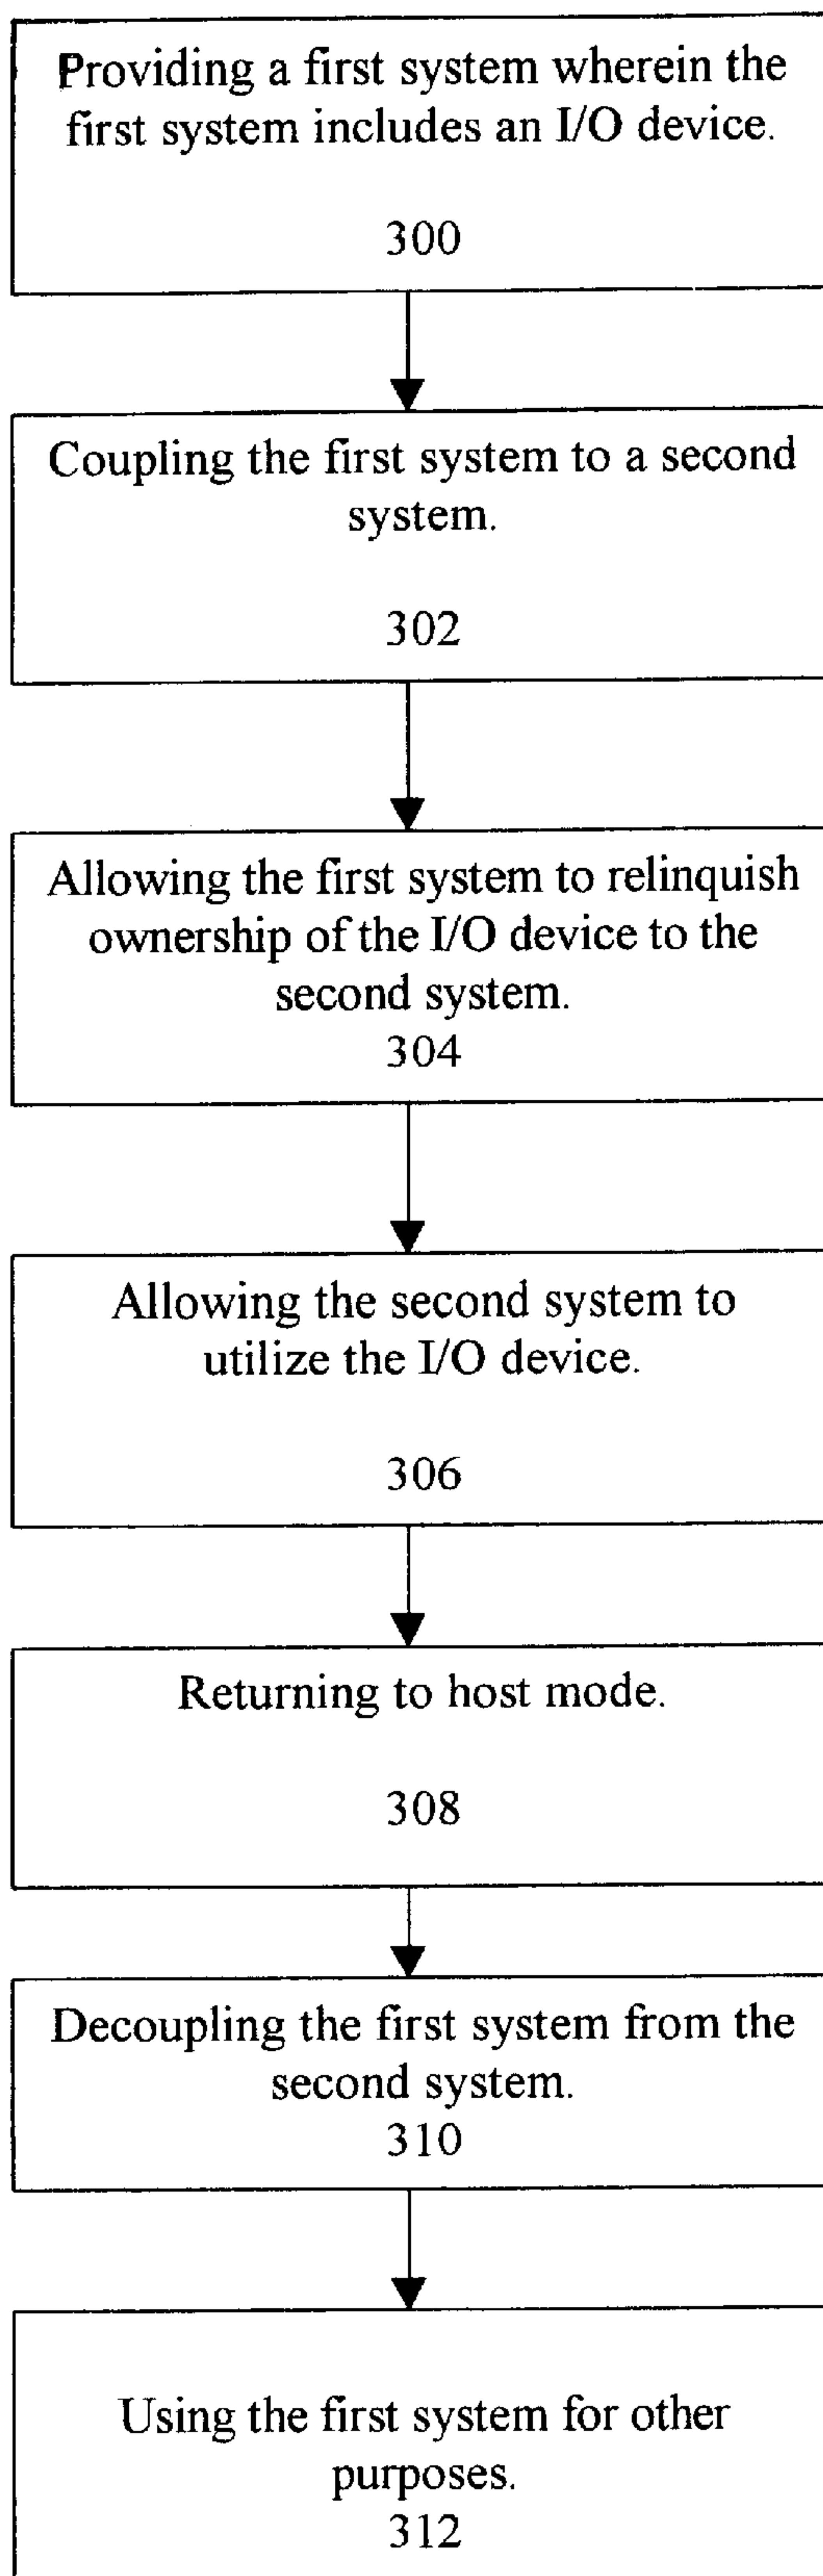 Providing a first system wherein the
first system includes an I/O device.
300
Coupling the first system to a second
system.
302
Allowing the first system to relinquish
ownership of the I/O device to the
second system.
304
Allowing the second system to
utilize the I/O device.
306
Returning to host mode.
308
Decoupling the first system from the
second system.
310
Using the first system for other
purposes.
312